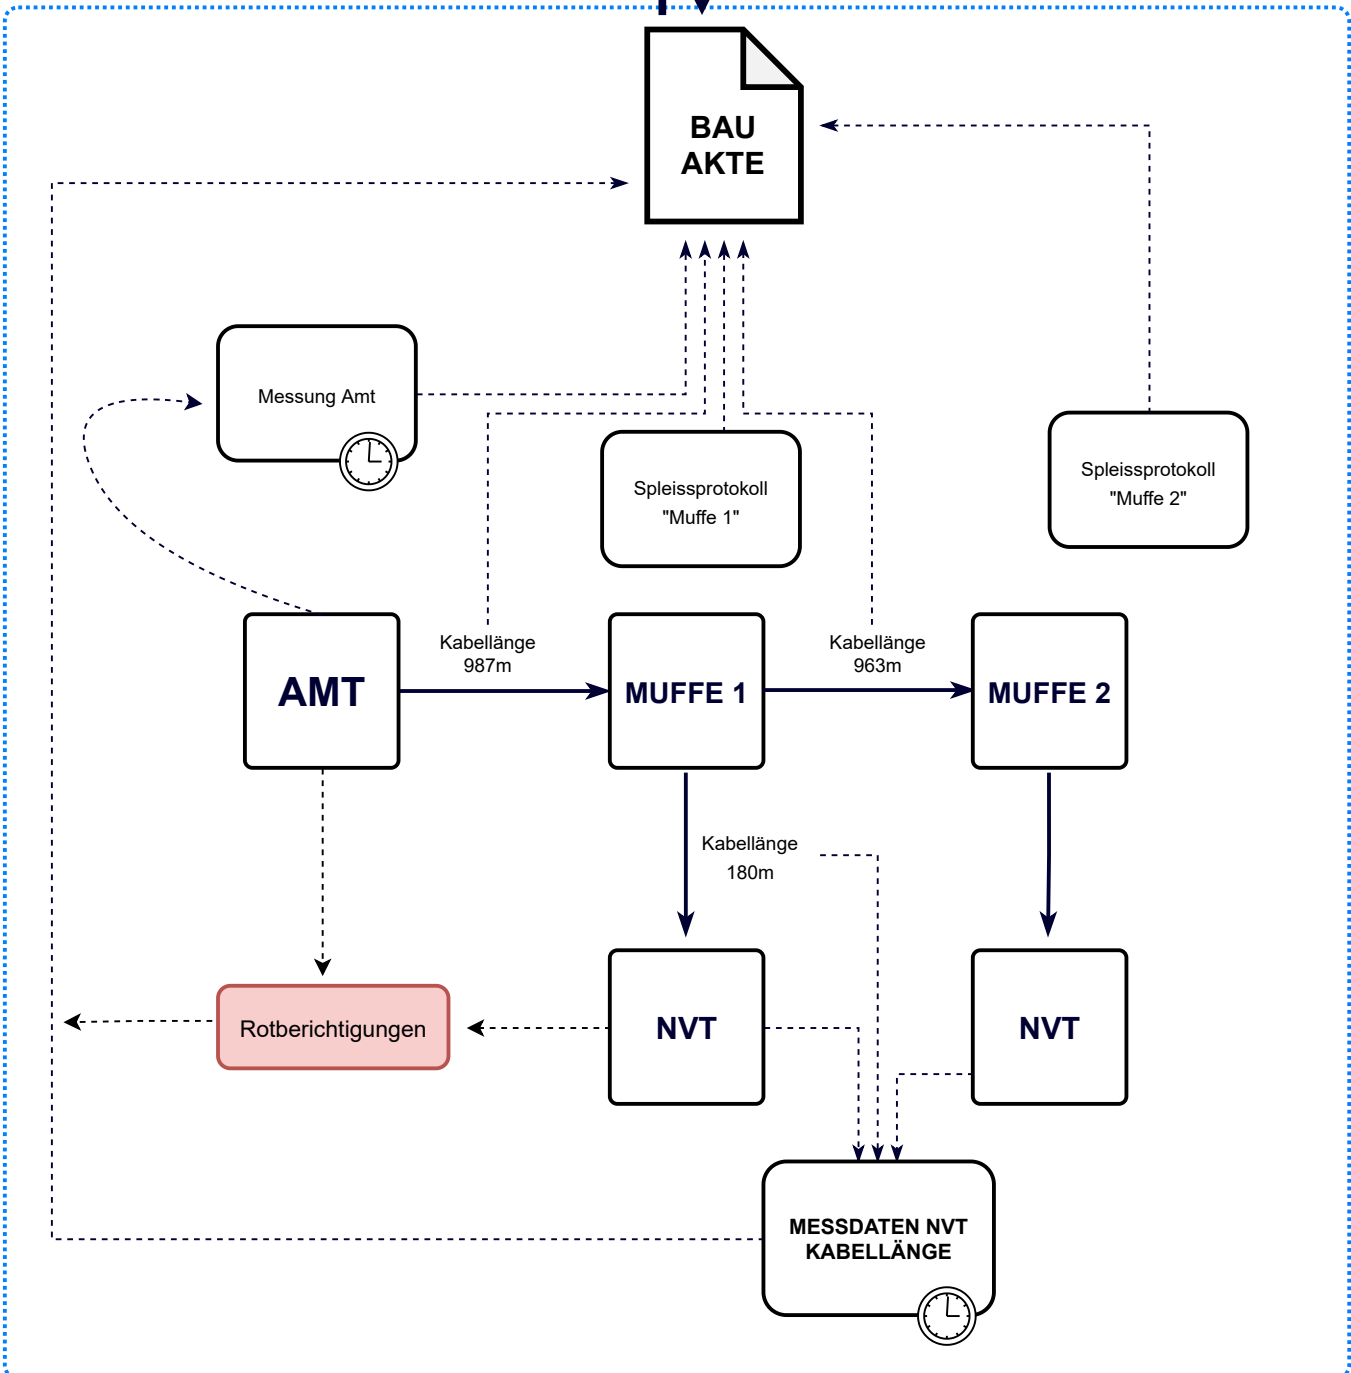 BAU
AKTE
Messung Amt
Spleissprotokoll
"Muffe 1"
Spleissprotokoll
"Muffe 2"
AMT
Kabellänge
987m
MUFFE 1
Kabellänge
963m
MUFFE 2
Kabellänge
180m
Rotberichtigungen
NVT
NVT
MESSDATEN NVT
KABELLÄNGE